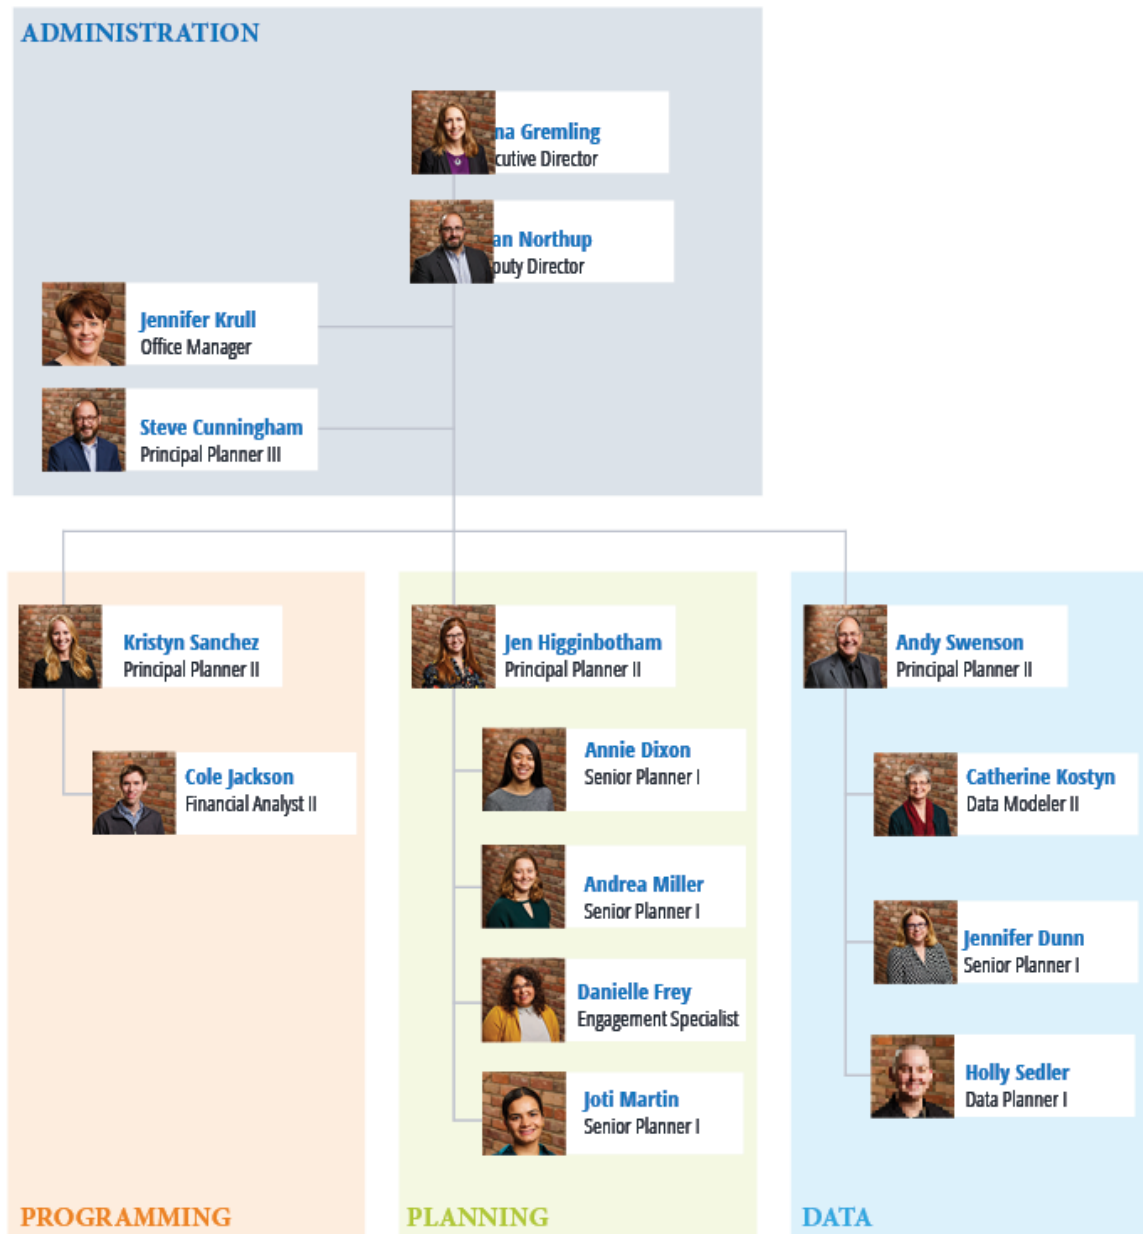 ADMINISTRATION
na Gremling
cutive Director
an Northup
puty Director
Jennifer Krull
Office Manager
Steve Cunningham
Principal Planner III
Kristyn Sanchez
Principal Planner II
Cole Jackson
Financial Analyst II
PROGRAMMING
Jen Higginbotham
Principal Planner II
Annie Dixon
Senior Planner I
Andrea Miller
Senior Planner I
Danielle Frey
Engagement Specialist
Joti Martin
Senior Planner I
PLANNING
Andy Swenson
Principal Planner II
Catherine Kostyn
Data Modeler II
Jennifer Dunn
Senior Planner I
Holly Sedler
Data Planner I
DATA